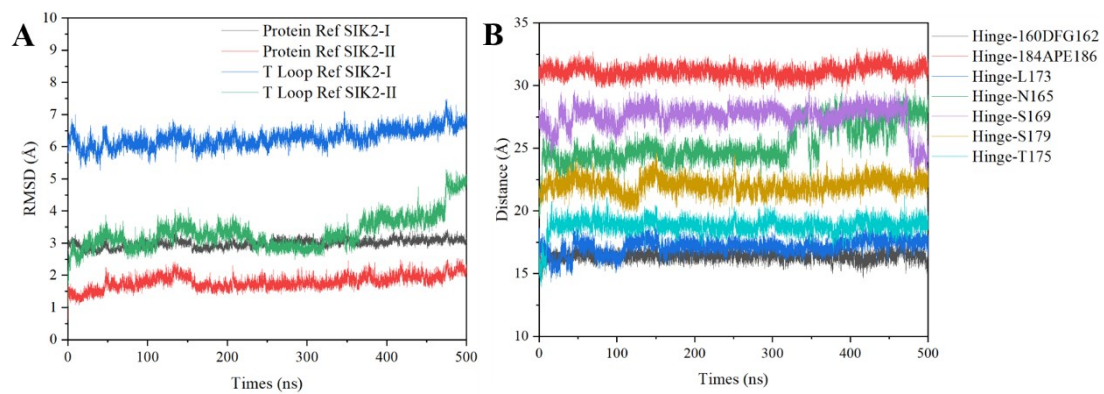 A
10
9
8
7
6
5
4
3
2
1
0
RMSD (Å)
0 100 200 300 400 500
Times (ns)
Protein Ref SIK2-I
Protein Ref SIK2-II
T Loop Ref SIK2-I
T Loop Ref SIK2-II
B
35
30
25
20
15
10
Distance (Å)
0 100 200 300 400 500
Times (ns)
Hinge-160DFG162
Hinge-184APE186
Hinge-L173
Hinge-N165
Hinge-S169
Hinge-S179
Hinge-T175